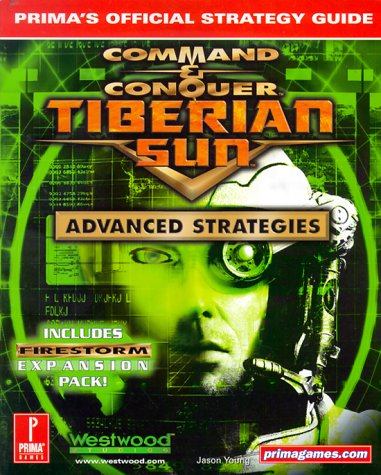 PRIMA'S OFFICIAL STRATEGY GUIDE
COMMAND
&
CONQUER
TIBERIAN
SUN
ADVANCED STRATEGIES
INCLUDES
FIRESTORM
EXPANSION
PACK!
PRIMA
GAMES
Westwood
STUDIOS
www.westwood.com
Jason Young
primagames.com